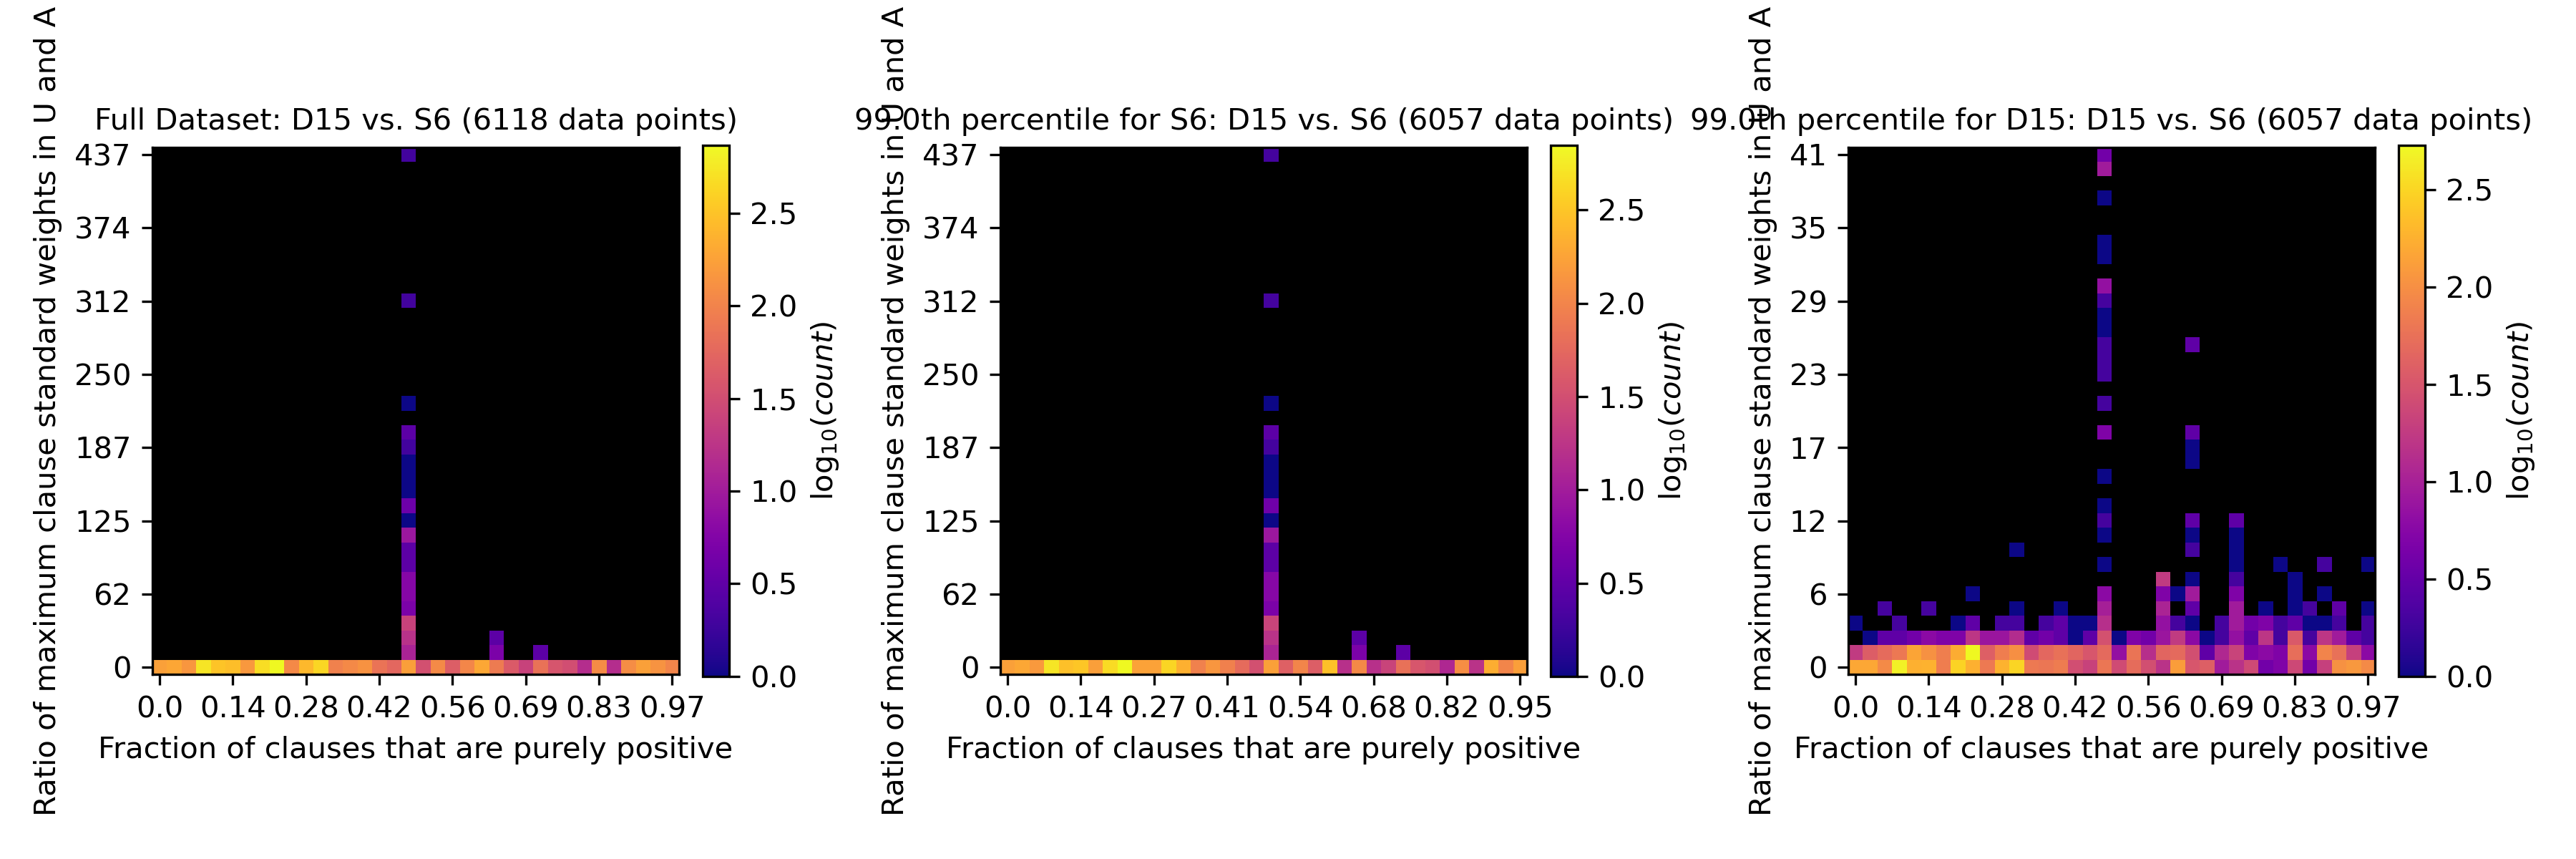 Full Dataset: D15 vs. S6 (6118 data points)
Ratio of maximum clause standard weights in U and A
437
374
312
250
187
125
62
0
0.0 0.14 0.28 0.42 0.56 0.69 0.83 0.97
Fraction of clauses that are purely positive
2.5
2.0
1.5
1.0
0.5
0.0
log10(count)
99.0th percentile for S6: D15 vs. S6 (6057 data points)
Ratio of maximum clause standard weights in U and A
437
374
312
250
187
125
62
0
0.0 0.14 0.27 0.41 0.54 0.68 0.82 0.95
Fraction of clauses that are purely positive
2.5
2.0
1.5
1.0
0.5
0.0
log10(count)
99.0th percentile for D15: D15 vs. S6 (6057 data points)
Ratio of maximum clause standard weights in U and A
41
35
29
23
17
12
6
0
0.0 0.14 0.28 0.42 0.56 0.69 0.83 0.97
Fraction of clauses that are purely positive
2.5
2.0
1.5
1.0
0.5
0.0
log10(count)